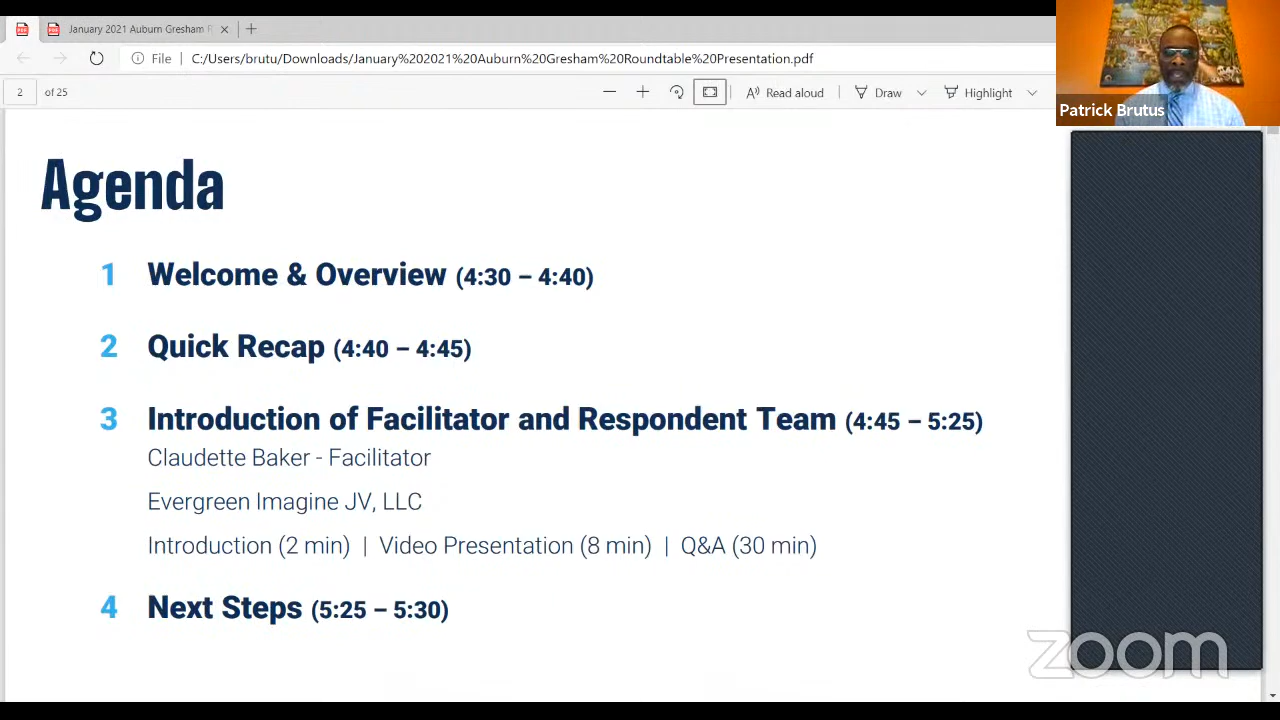 January 2021 Auburn Gresham
File
C:/Users/brutu/Downloads/January%202021%20Auburn%20Gresham%20Roundtable%20Presentation.pdf
2 of 25
Read aloud
Draw
Highlight
Patrick Brutus
Agenda
1 Welcome & Overview (4:30 – 4:40)
2 Quick Recap (4:40 – 4:45)
3 Introduction of Facilitator and Respondent Team (4:45 – 5:25)
Claudette Baker - Facilitator
Evergreen Imagine JV, LLC
Introduction (2 min) | Video Presentation (8 min) | Q&A (30 min)
4 Next Steps (5:25 – 5:30)
zoom